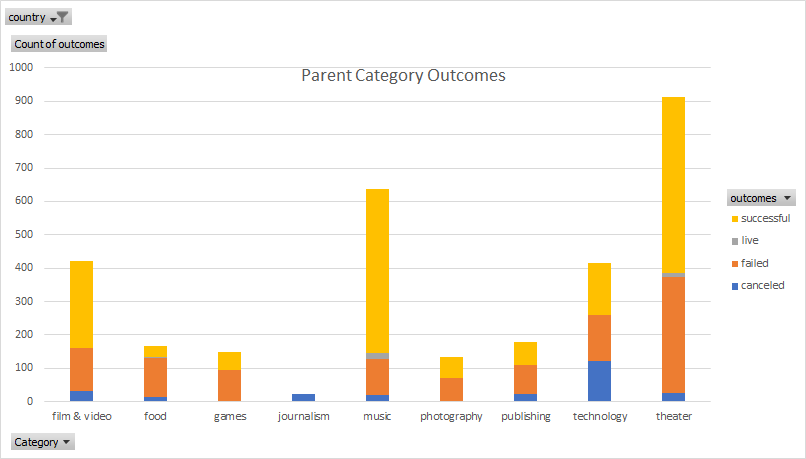 country
Count of outcomes
Parent Category Outcomes
1000
900
800
700
600
500
400
300
200
100
0
film & video food games journalism music photography publishing technology theater
outcomes
successful
live
failed
canceled
Category